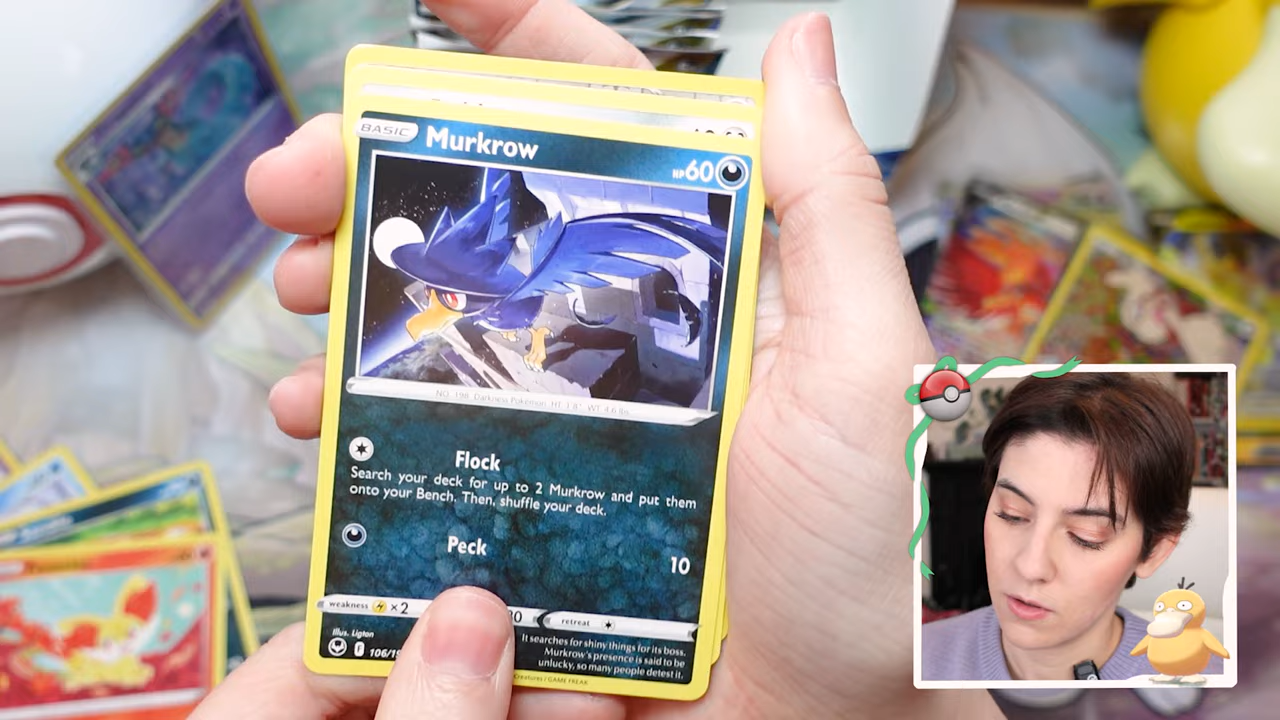 BASIC
Murkrow
HP60
NO. 198 Darkness Pokémon HT: 1'8" WT: 4.6 lbs
Flock
Search your deck for up to 2 Murkrow and put them
onto your Bench. Then, shuffle your deck.
Peck
10
weakness ×2
retreat
Illus. Ligton
106/19
It searches for shiny things for its boss.
Murkrow's presence is said to be
unlucky, so many people detest it.
Creatures / GAME FREAK